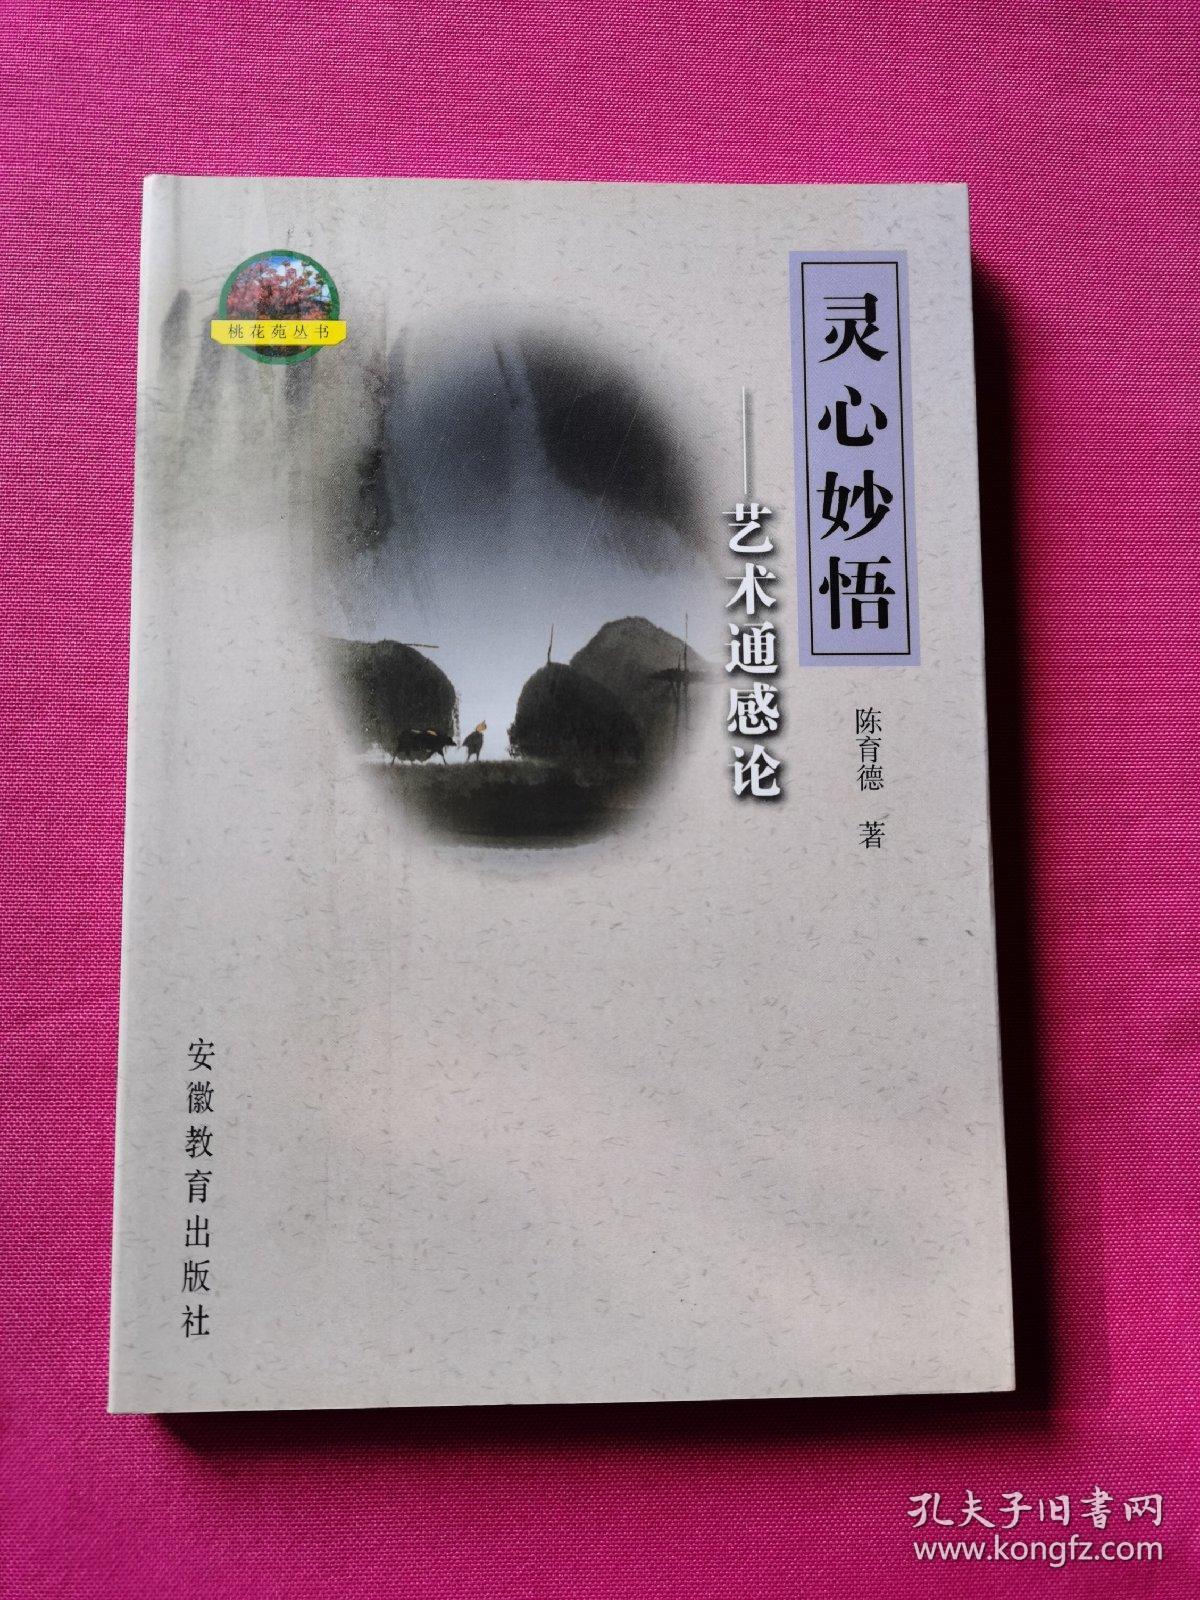 桃花苑丛书
灵心妙悟
——艺术通感论
陈育德 著
安徽教育出版社
孔夫子旧书网
www.kongfz.com